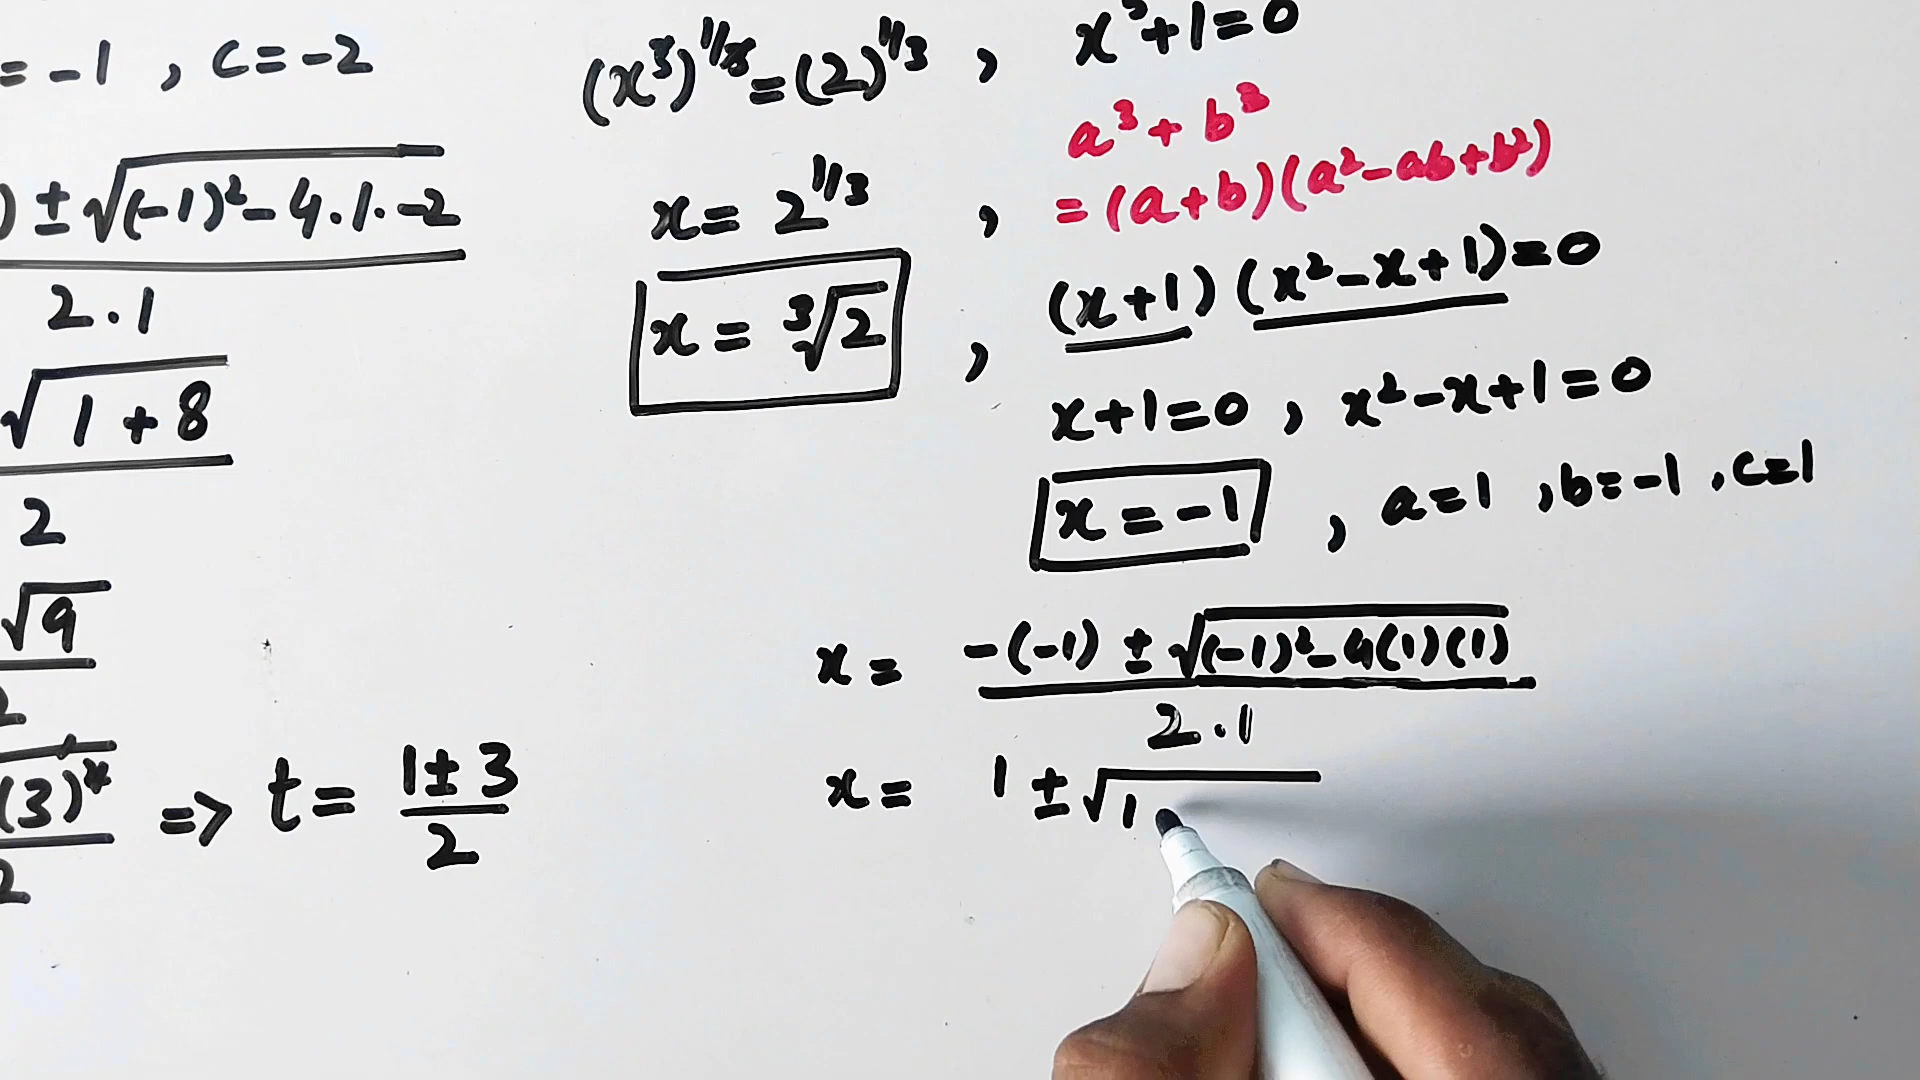 = -1 , c = -2
) ± √(-1)² - 4 . 1 . -2
2 . 1
√1 + 8
2
√9
2
(3)²
2
=> t = 1 ± 3
2
(x³)^1/3 = (2)^1/3 , x³ + 1 = 0
a³ + b³
x = 2^1/3 , = (a+b)(a² - ab + b²)
x = ∛2 , (x+1) (x² - x + 1) = 0
x + 1 = 0 , x² - x + 1 = 0
x = -1 , a = 1 , b = -1 , c = 1
x = -(-1) ± √(-1)² - 4(1)(1)
2 . 1
x = 1 ± √1